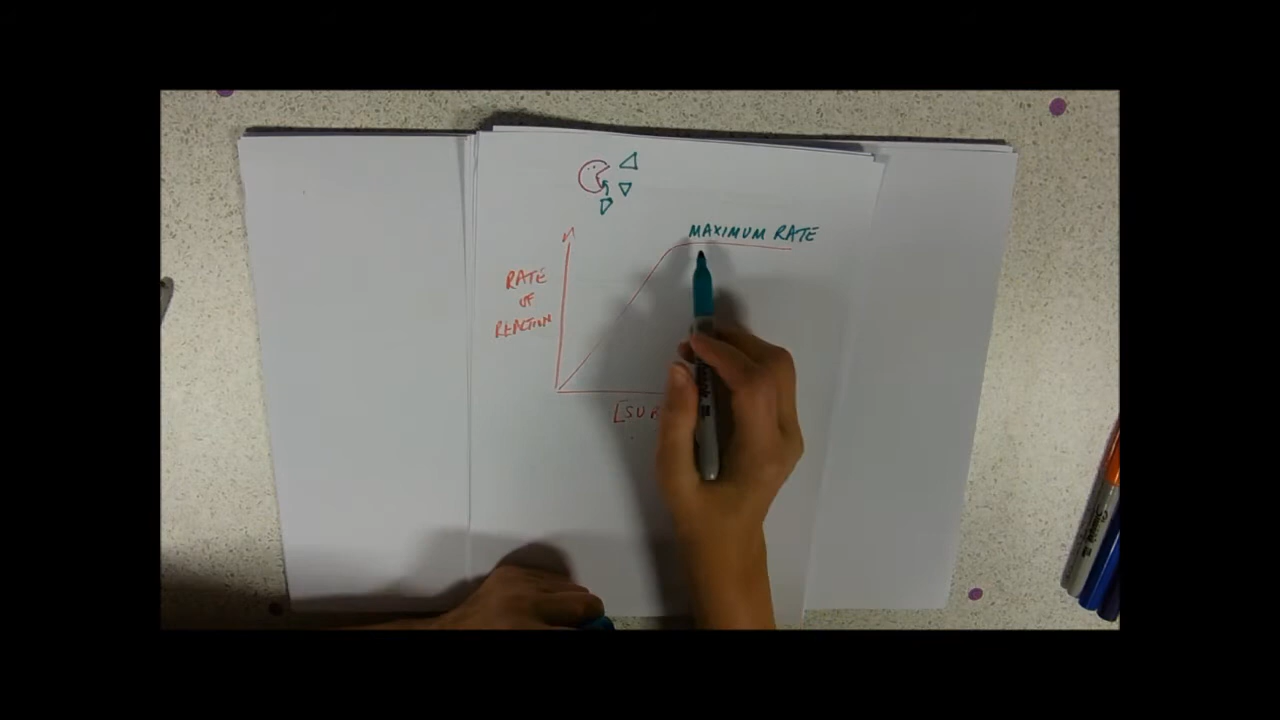 MAXIMUM RATE
RATE
OF
REACTION
[SUB